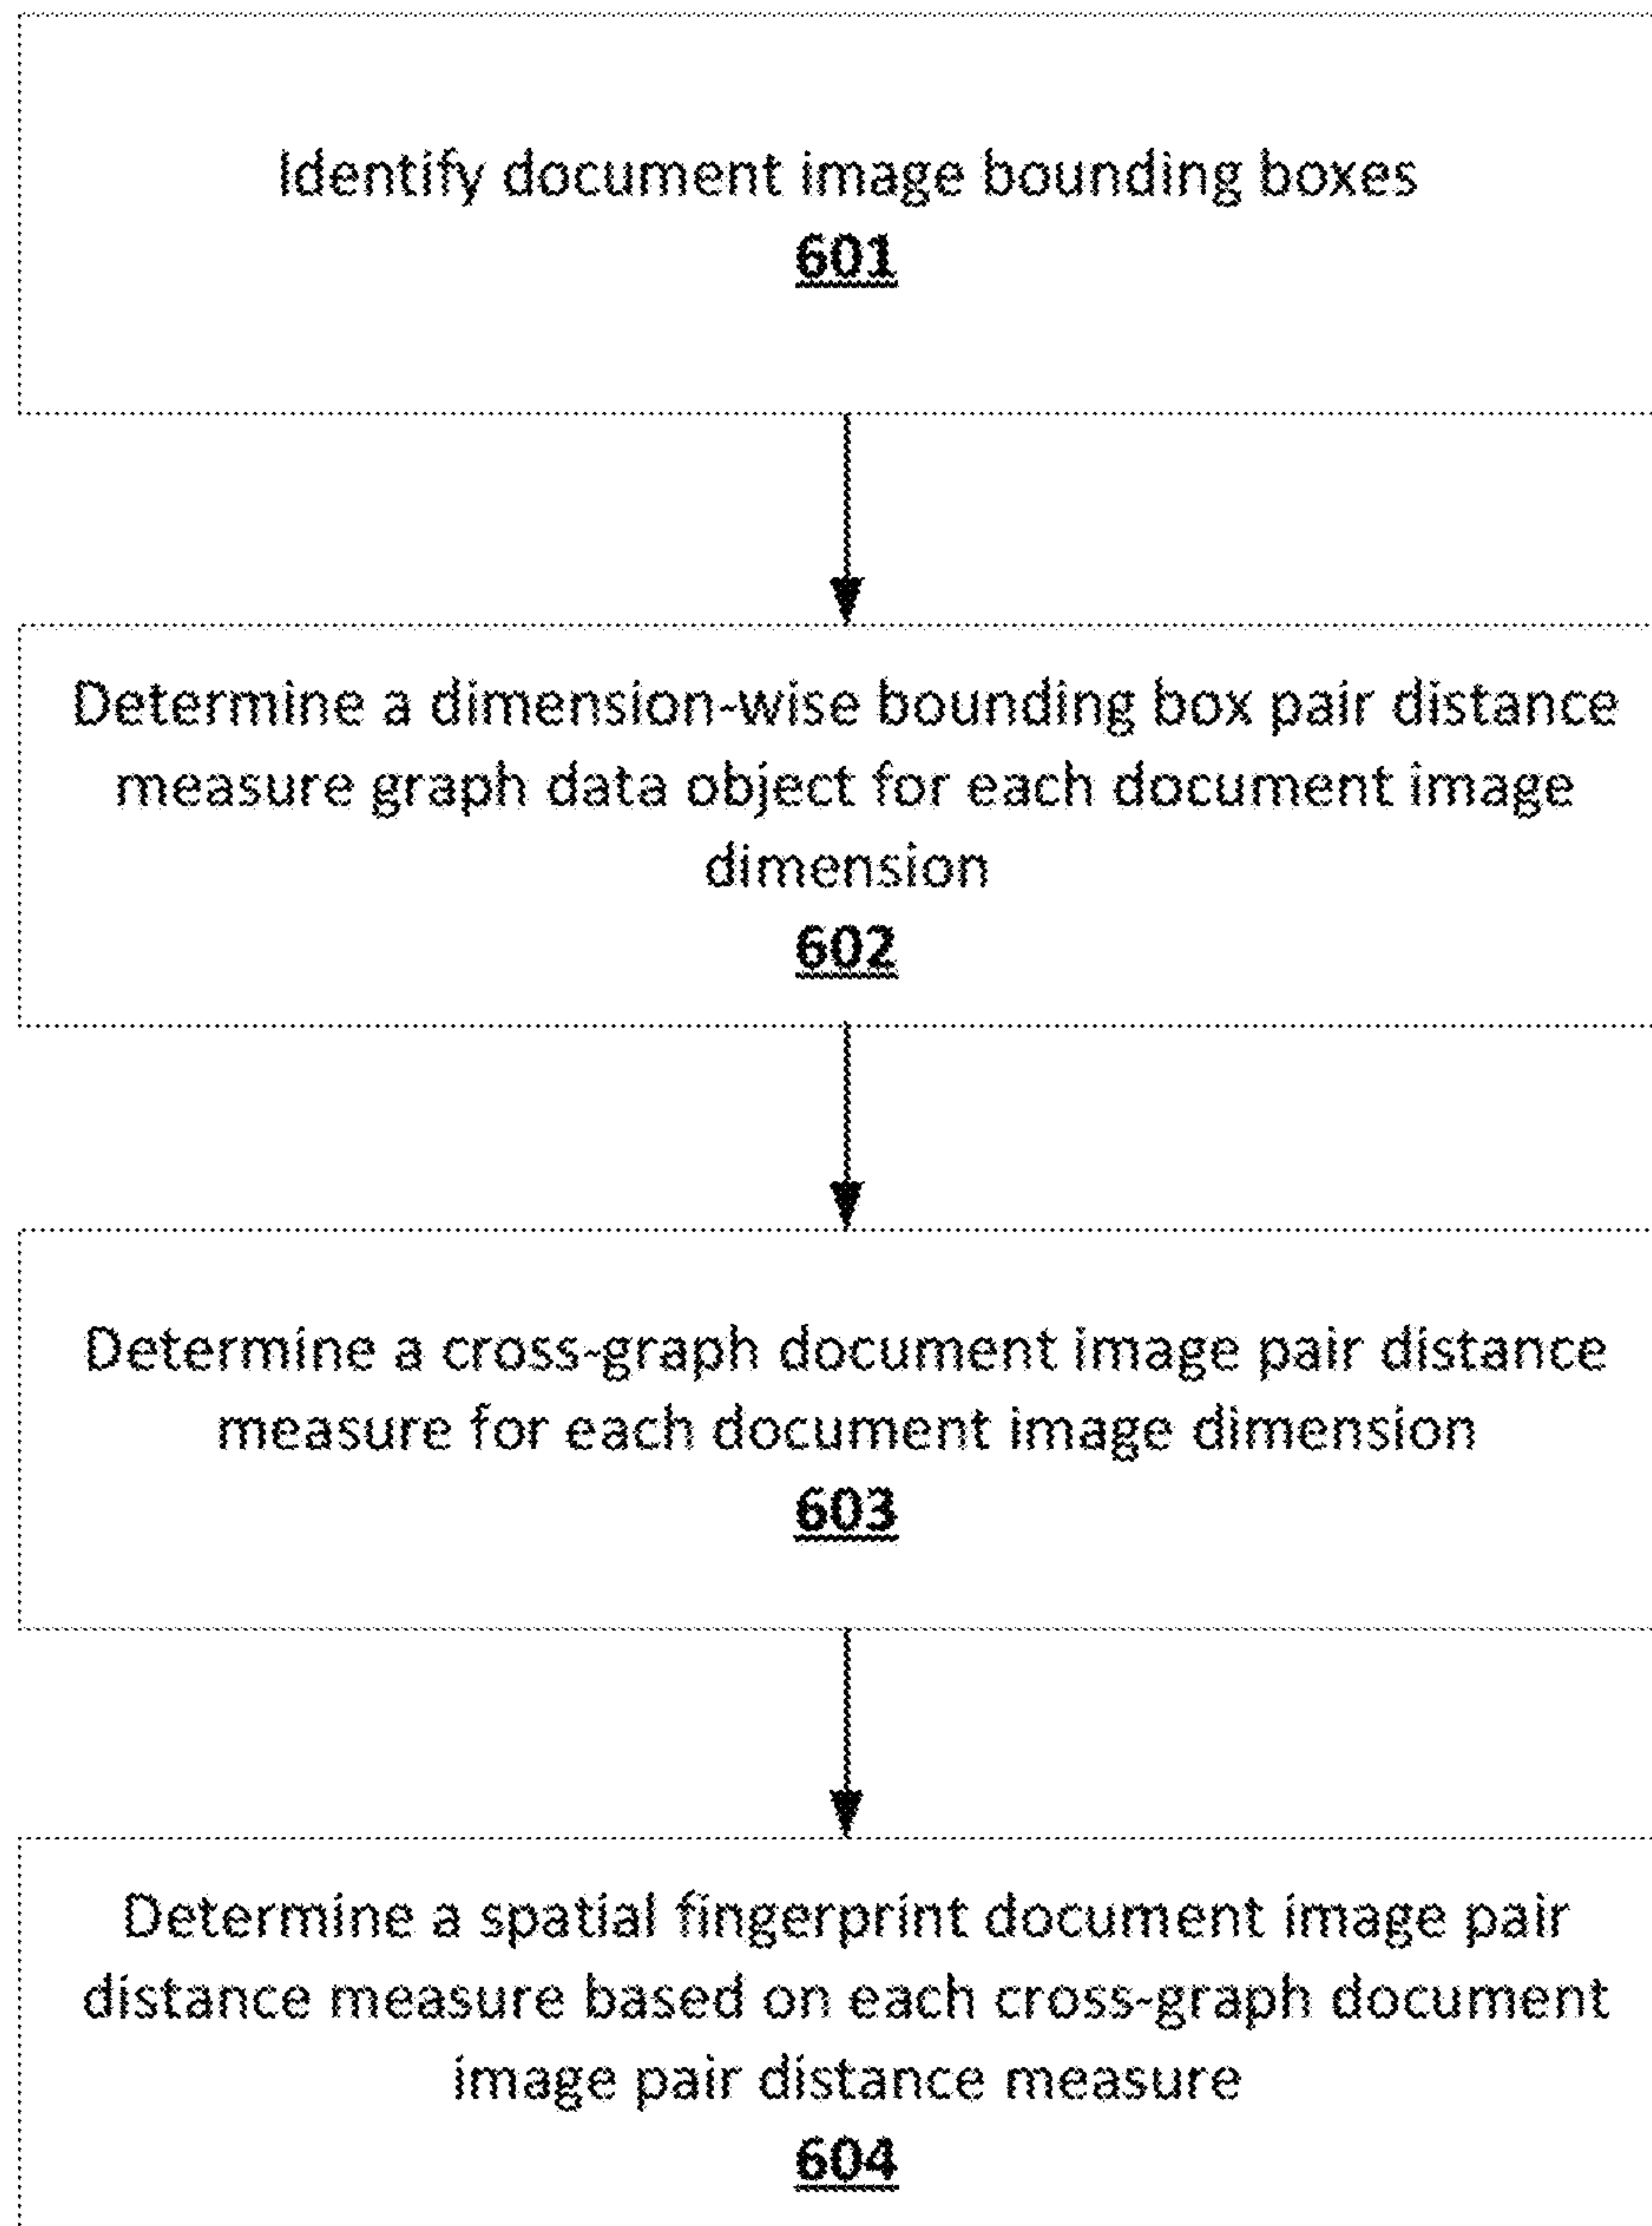 Identify document image bounding boxes
601
Determine a dimension-wise bounding box pair distance
measure graph data object for each document image
dimension
602
Determine a cross-graph document image pair distance
measure for each document image dimension
603
Determine a spatial fingerprint document image pair
distance measure based on each cross-graph document
image pair distance measure
604